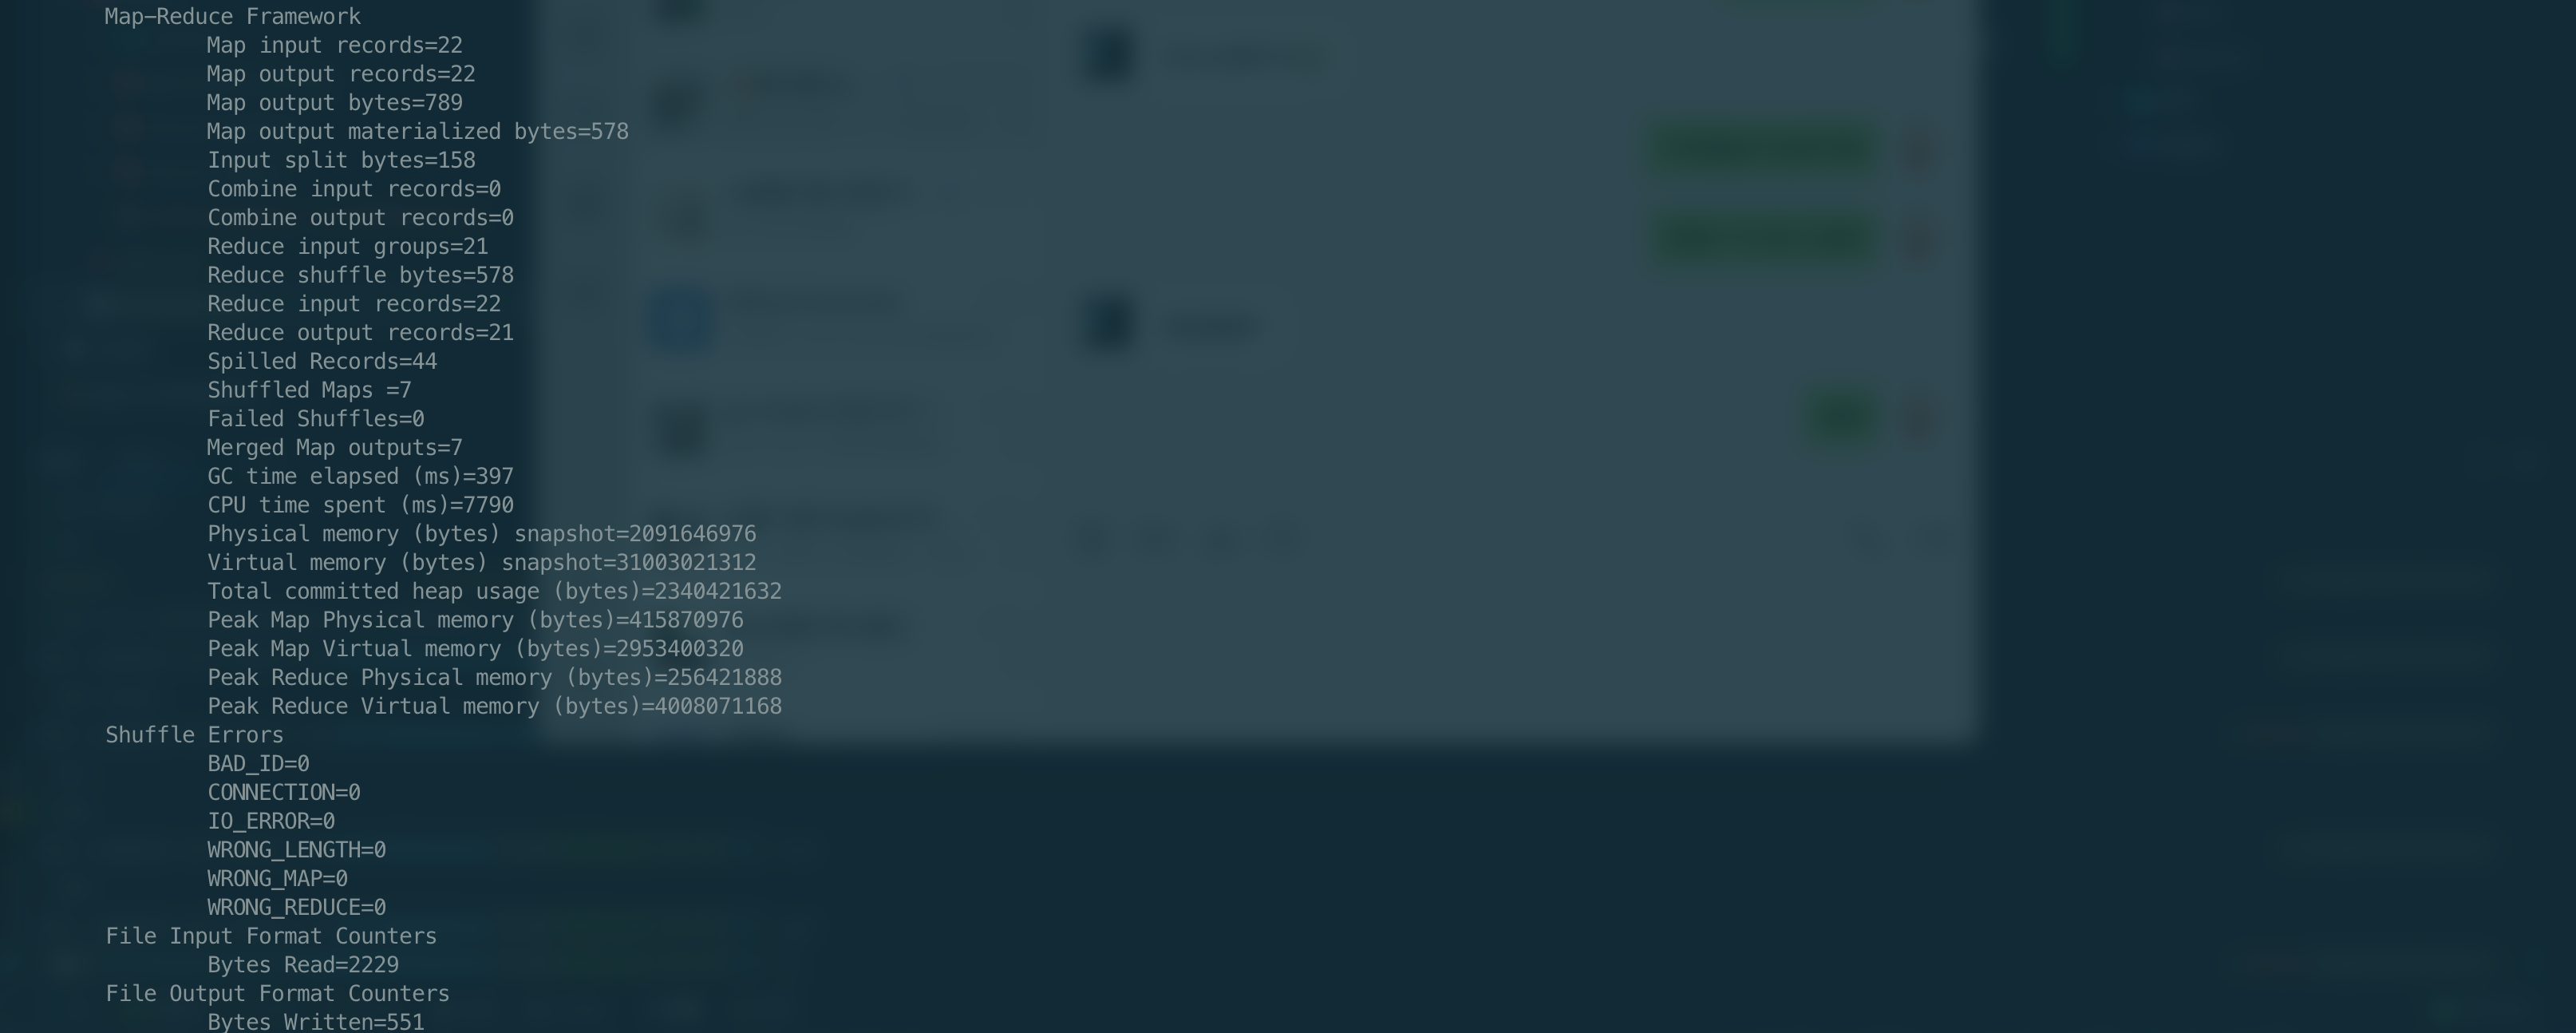 Map-Reduce Framework
Map input records=22
Map output records=22
Map output bytes=789
Map output materialized bytes=578
Input split bytes=158
Combine input records=0
Combine output records=0
Reduce input groups=21
Reduce shuffle bytes=578
Reduce input records=22
Reduce output records=21
Spilled Records=44
Shuffled Maps =7
Failed Shuffles=0
Merged Map outputs=7
GC time elapsed (ms)=397
CPU time spent (ms)=7790
Physical memory (bytes) snapshot=2091646976
Virtual memory (bytes) snapshot=31003021312
Total committed heap usage (bytes)=2340421632
Peak Map Physical memory (bytes)=415870976
Peak Map Virtual memory (bytes)=2953400320
Peak Reduce Physical memory (bytes)=256421888
Peak Reduce Virtual memory (bytes)=4008071168
Shuffle Errors
BAD_ID=0
CONNECTION=0
IO_ERROR=0
WRONG_LENGTH=0
WRONG_MAP=0
WRONG_REDUCE=0
File Input Format Counters
Bytes Read=2229
File Output Format Counters
Bytes Written=551